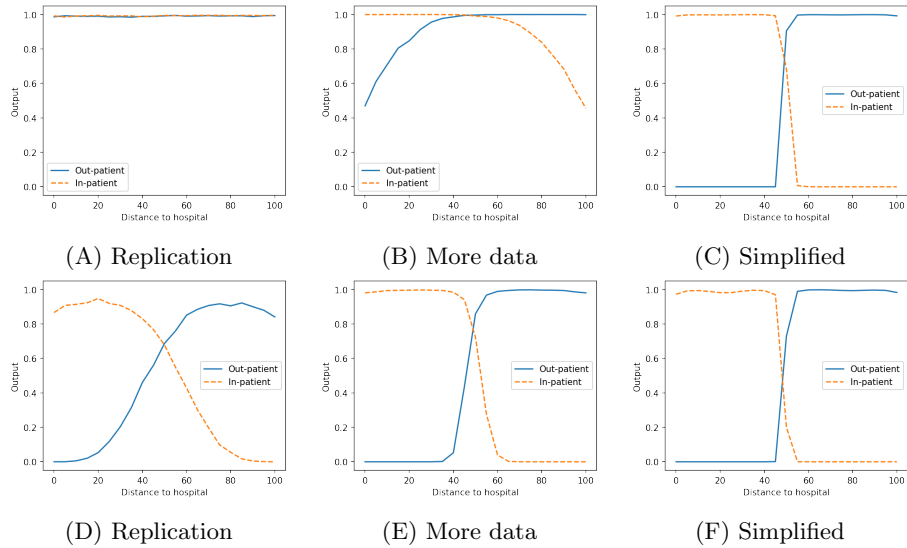 1.0
0.8
0.6
0.4
0.2
0.0
Output
Out-patient
In-patient
0 20 40 60 80 100
Distance to hospital
(A) Replication
1.0
0.8
0.6
0.4
0.2
0.0
Output
Out-patient
In-patient
0 20 40 60 80 100
Distance to hospital
(B) More data
1.0
0.8
0.6
0.4
0.2
0.0
Output
Out-patient
In-patient
0 20 40 60 80 100
Distance to hospital
(C) Simplified
1.0
0.8
0.6
0.4
0.2
0.0
Output
Out-patient
In-patient
0 20 40 60 80 100
Distance to hospital
(D) Replication
1.0
0.8
0.6
0.4
0.2
0.0
Output
Out-patient
In-patient
0 20 40 60 80 100
Distance to hospital
(E) More data
1.0
0.8
0.6
0.4
0.2
0.0
Output
Out-patient
In-patient
0 20 40 60 80 100
Distance to hospital
(F) Simplified